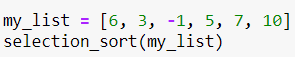 my_list = [6, 3, -1, 5, 7, 10]
selection_sort(my_list)